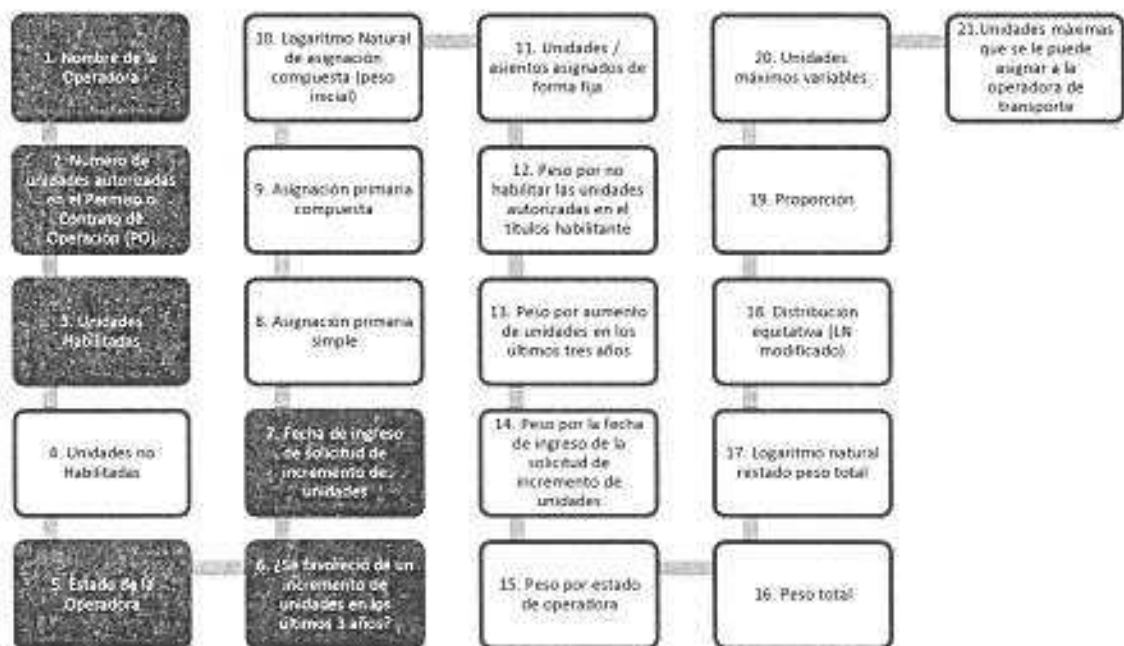 1. Nombre de la
Operadora
2. Número de
unidades autorizadas
en el Permiso o
Contrato de
Operación (PO)
3. Unidades
Habilitadas
4. Unidades no
Habilitadas
5. Estado de la
Operadora
6. ¿Se favoleció de un
incremento de
unidades en los
últimos 3 años?
7. Fecha de ingreso
de solicitud de
incremento de
unidades
8. Asignación primaria
simple
9. Asignación primaria
compuesta
10. Logaritmo Natural
de asignación
compuesta (peso
inicial)
11. Unidades /
asientos asignados de
forma fija
12. Peso por no
habilitar las unidades
autorizadas en el
títulos habilitante
13. Peso por aumento
de unidades en los
últimos tres años
14. Peso por la fecha
de ingreso de la
solicitud de
incremento de
unidades
15. Peso por estado
de operadora
16. Peso total
17. Logaritmo natural
restado peso total
18. Distribución
equitativa (LN
modificado)
19. Proporción
20. Unidades
máximos variables
21.Unidades máximas
que se le puede
asignar a la
operadora de
transporte